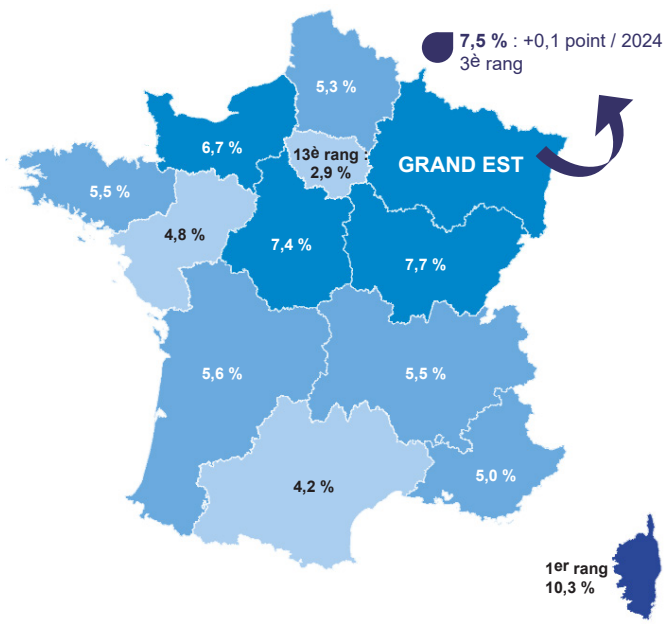 7,5 % : +0,1 point / 2024
3è rang
5,3 %
6,7 %
13è rang :
2,9 %
GRAND EST
5,5 %
4,8 %
7,4 %
7,7 %
5,6 %
5,5 %
4,2 %
5,0 %
1er rang
10,3 %